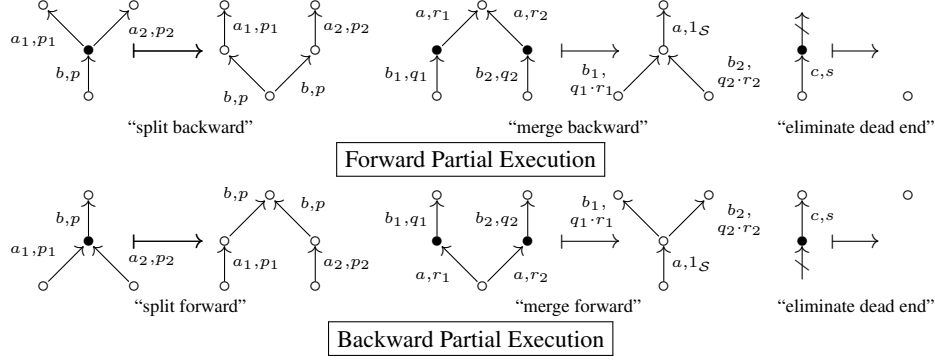 a₁,p₁ a₂,p₂ a₁,p₁ a₂,p₂ a,r₁ a,r₂ a,1_S
b,p b,p b,p b₁,q₁ b₂,q₂ b₁, q₁·r₁ b₂, q₂·r₂ c,s
“split backward” “merge backward” “eliminate dead end”
Forward Partial Execution
b,p b,p b,p b₁,q₁ b₂,q₂ b₁, q₁·r₁ b₂, q₂·r₂ c,s
a₁,p₁ a₂,p₂ a₁,p₁ a₂,p₂ a,r₁ a,r₂ a,1_S
“split forward” “merge forward” “eliminate dead end”
Backward Partial Execution